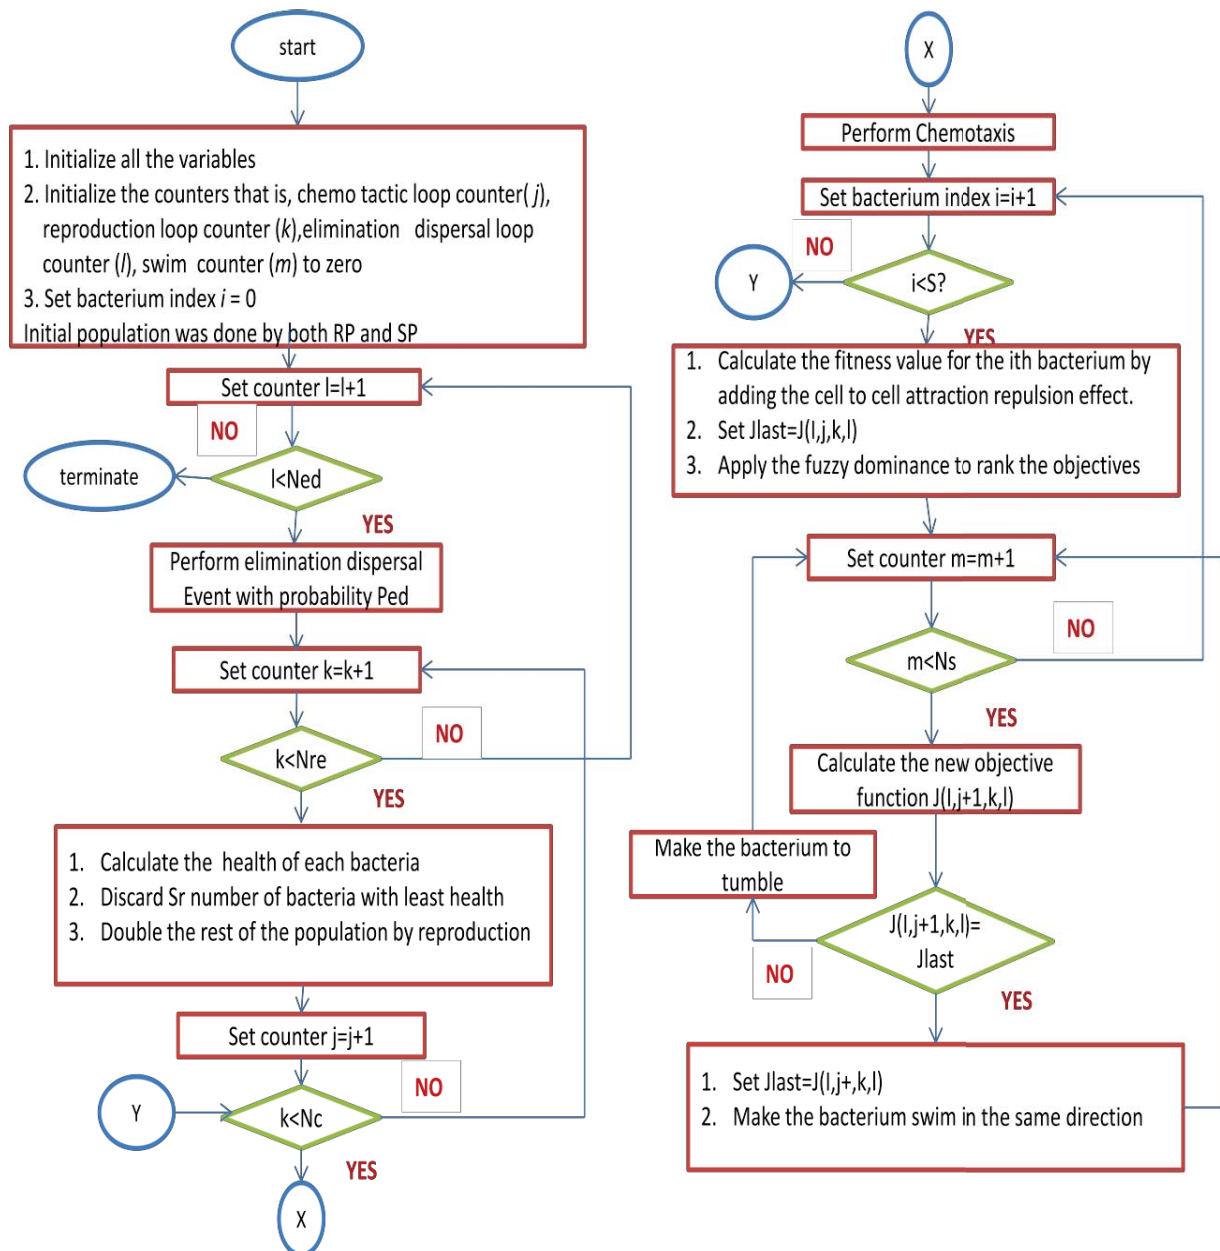 start
1. Initialize all the variables
2. Initialize the counters that is, chemo tactic loop counter( j),
reproduction loop counter (k),elimination dispersal loop
counter (l), swim counter (m) to zero
3. Set bacterium index i = 0
Initial population was done by both RP and SP
Set counter l=l+1
NO
l<Ned
terminate
YES
Perform elimination dispersal
Event with probability Ped
Set counter k=k+1
NO
k<Nre
YES
1. Calculate the health of each bacteria
2. Discard Sr number of bacteria with least health
3. Double the rest of the population by reproduction
Set counter j=j+1
NO
Y
k<Nc
YES
X
X
Perform Chemotaxis
Set bacterium index i=i+1
NO
Y
i<S?
YES
1. Calculate the fitness value for the ith bacterium by
adding the cell to cell attraction repulsion effect.
2. Set Jlast=J(I,j,k,l)
3. Apply the fuzzy dominance to rank the objectives
Set counter m=m+1
NO
m<Ns
YES
Calculate the new objective
function J(I,j+1,k,l)
Make the bacterium to
tumble
J(I,j+1,k,l)=
Jlast
NO
YES
1. Set Jlast=J(I,j+,k,l)
2. Make the bacterium swim in the same direction